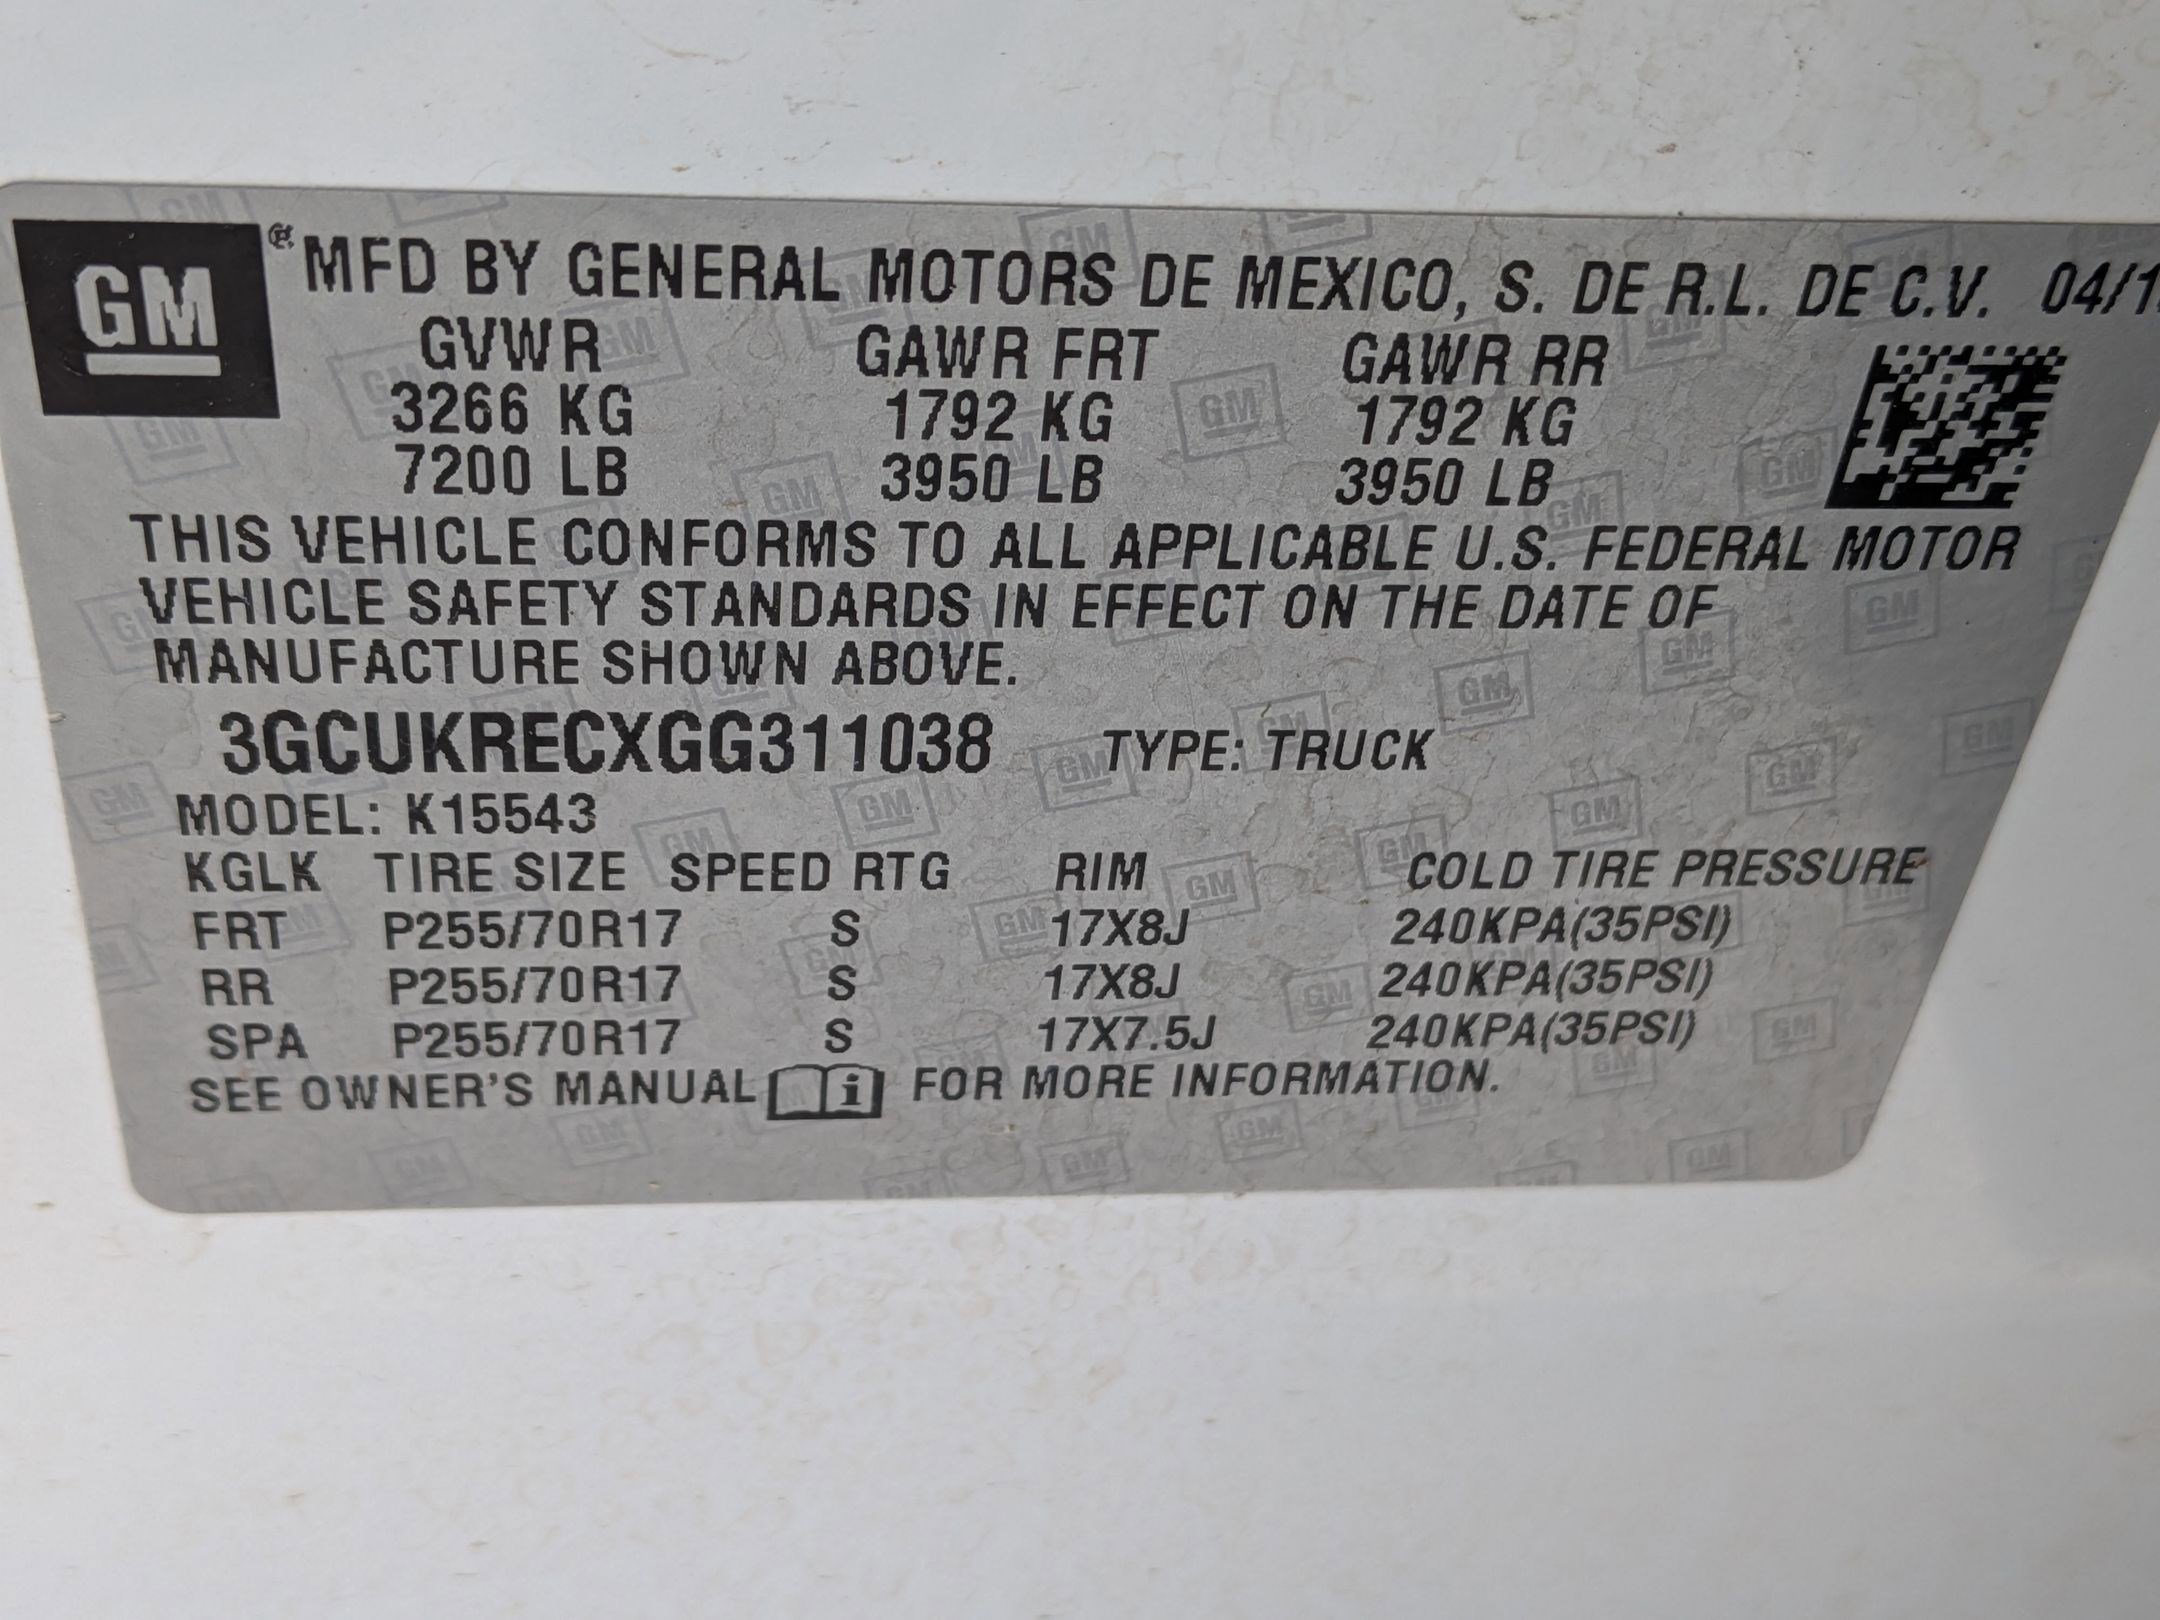 GM ® MFD BY GENERAL MOTORS DE MEXICO, S. DE R.L. DE C.V. 04/1
GVWR GAWR FRT GAWR RR
3266 KG 1792 KG 1792 KG
7200 LB 3950 LB 3950 LB
THIS VEHICLE CONFORMS TO ALL APPLICABLE U.S. FEDERAL MOTOR
VEHICLE SAFETY STANDARDS IN EFFECT ON THE DATE OF
MANUFACTURE SHOWN ABOVE.
3GCUKRECXGG311038 TYPE: TRUCK
MODEL: K15543
KGLK TIRE SIZE SPEED RTG RIM COLD TIRE PRESSURE
FRT P255/70R17 S 17X8J 240KPA(35PSI)
RR P255/70R17 S 17X8J 240KPA(35PSI)
SPA P255/70R17 S 17X7.5J 240KPA(35PSI)
SEE OWNER'S MANUAL i FOR MORE INFORMATION.